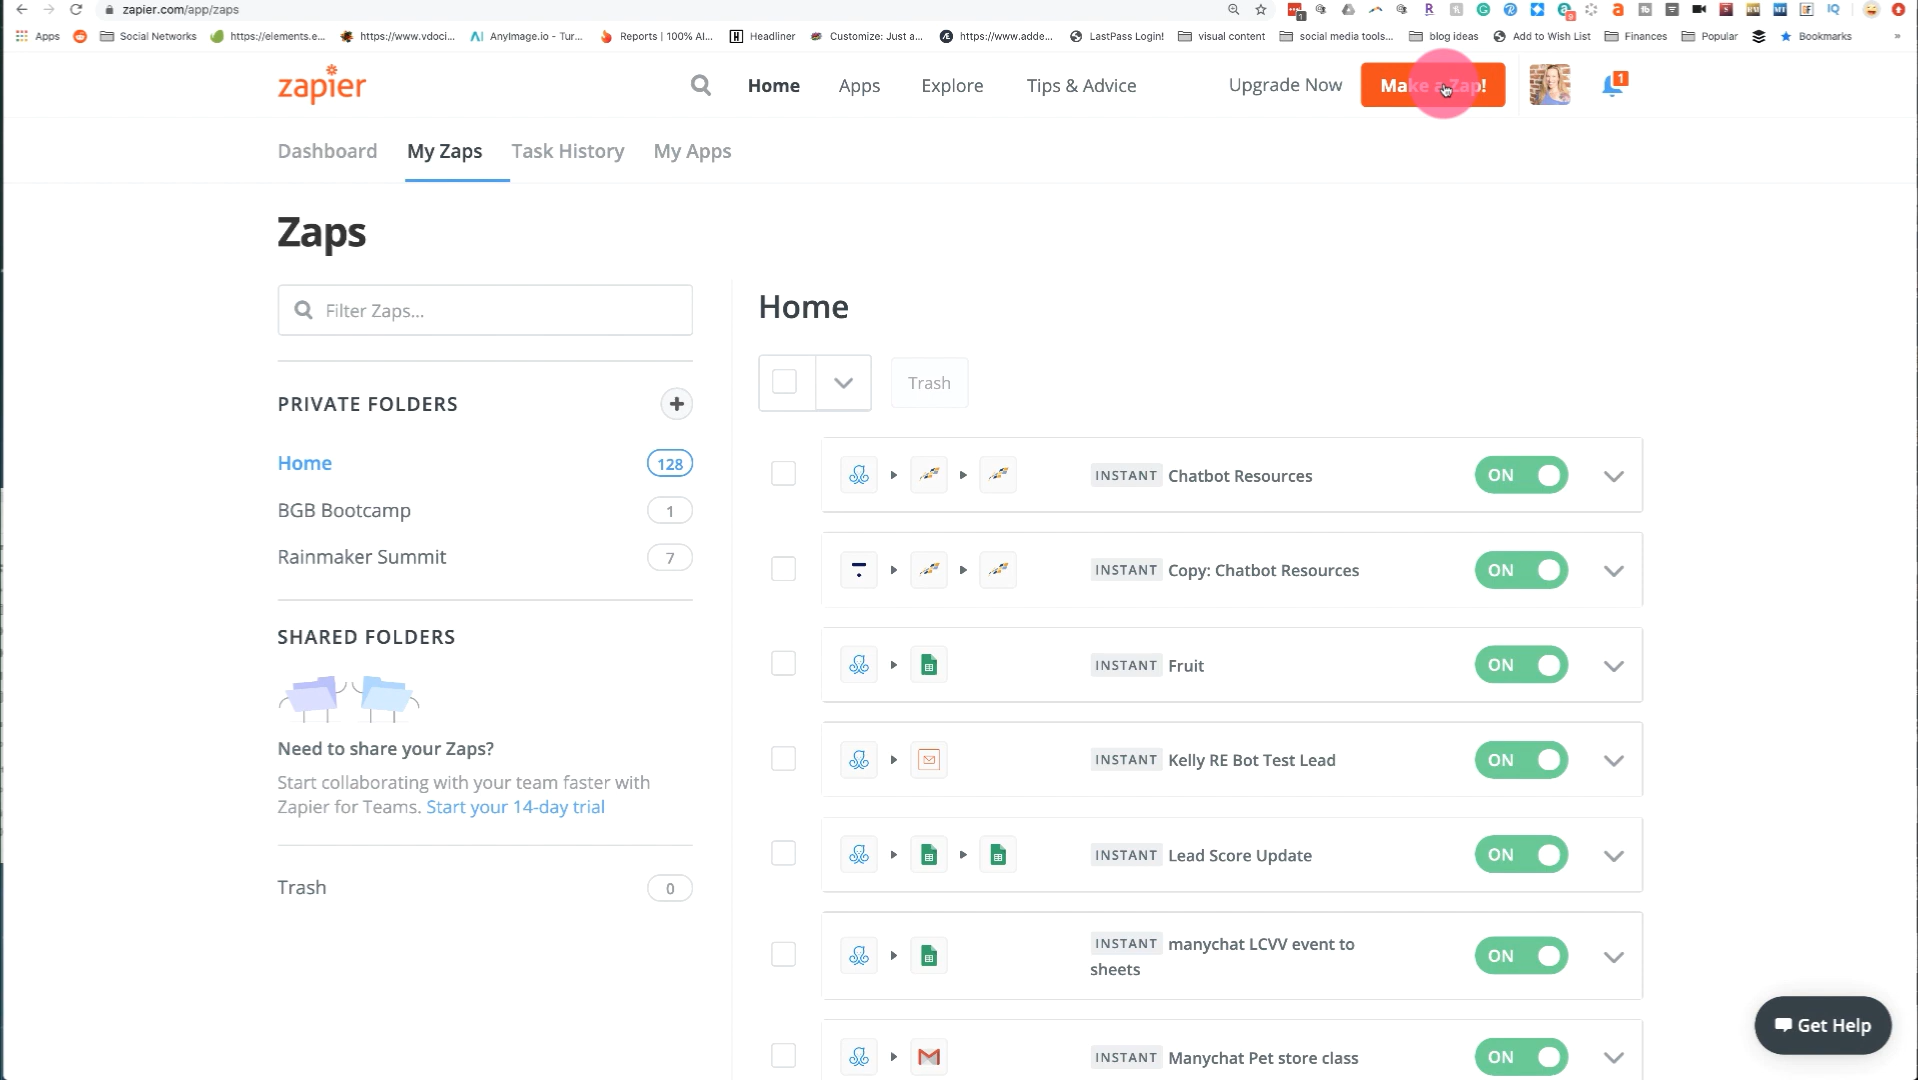 zapier.com/app/zaps
Apps Social Networks https://elements.e... https://www.vdoci... AnyImage.io - Tur... Reports | 100% Al... Headliner Customize: Just a... https://www.adde... LastPass Login! visual content social media tools... blog ideas Add to Wish List Finances Popular Bookmarks »
zapier Home Apps Explore Tips & Advice Upgrade Now Make a Zap! 1
Dashboard My Zaps Task History My Apps
Zaps
Filter Zaps...
PRIVATE FOLDERS
Home 128
BGB Bootcamp 1
Rainmaker Summit 7
SHARED FOLDERS
Need to share your Zaps?
Start collaborating with your team faster with
Zapier for Teams. Start your 14-day trial
Trash 0
Home
Trash
INSTANT Chatbot Resources ON
INSTANT Copy: Chatbot Resources ON
INSTANT Fruit ON
INSTANT Kelly RE Bot Test Lead ON
INSTANT Lead Score Update ON
INSTANT manychat LCVV event to
sheets ON
INSTANT Manychat Pet store class ON
Get Help